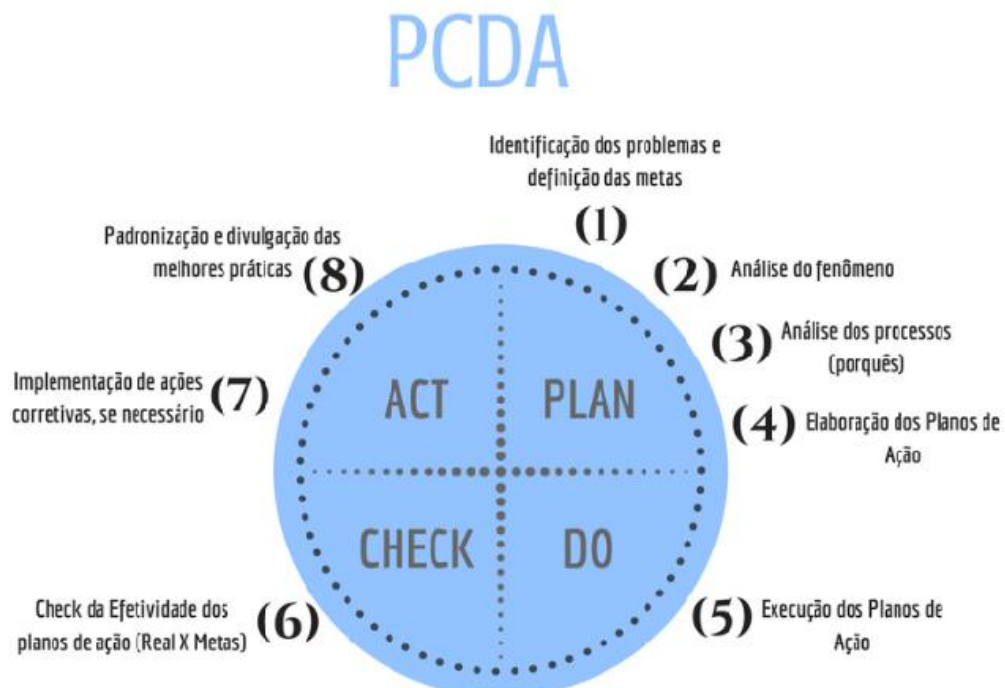 PCDA
Identificação dos problemas e
definição das metas
(1)
(2) Análise do fenômeno
(3) Análise dos processos
(porquês)
(4) Elaboração dos Planos de
Ação
(5) Execução dos Planos de
Ação
Check da Efetividade dos
planos de ação (Real X Metas) (6)
Implementação de ações
corretivas, se necessário (7)
Padronização e divulgação das
melhores práticas (8)
ACT
PLAN
CHECK
DO